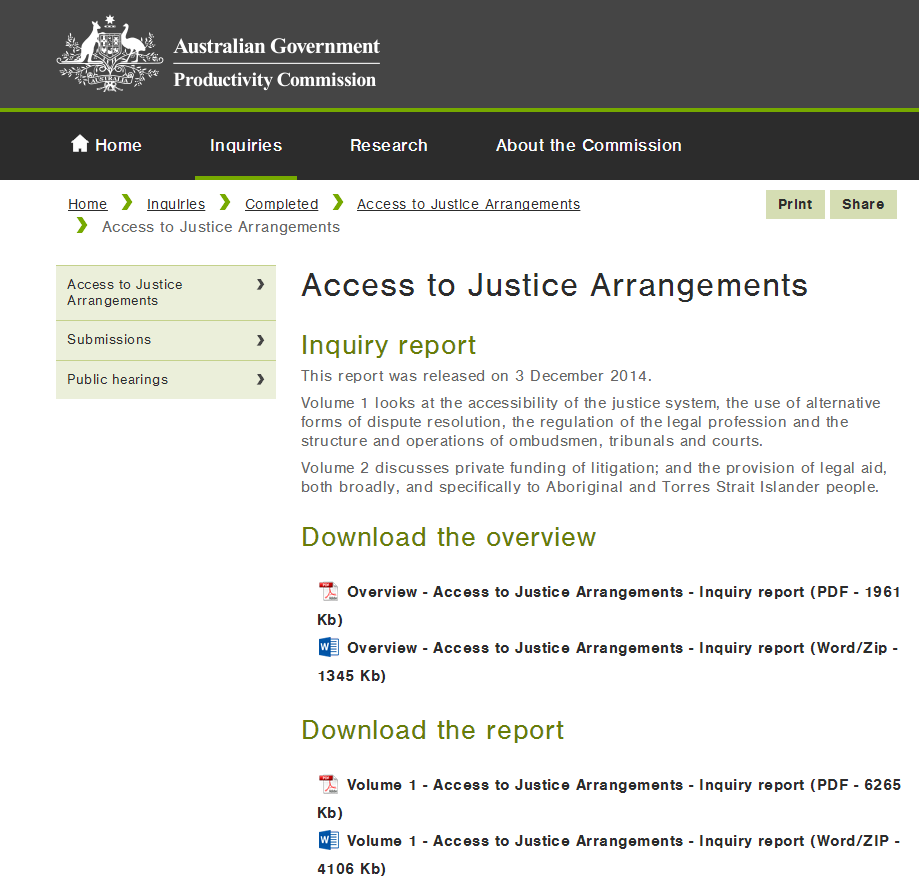 Australian Government
Productivity Commission
Home Inquiries Research About the Commission
Home Inquiries Completed Access to Justice Arrangements
Access to Justice Arrangements
Print Share
Access to Justice
Arrangements
Submissions
Public hearings
Access to Justice Arrangements
Inquiry report
This report was released on 3 December 2014.
Volume 1 looks at the accessibility of the justice system, the use of alternative
forms of dispute resolution, the regulation of the legal profession and the
structure and operations of ombudsmen, tribunals and courts.
Volume 2 discusses private funding of litigation; and the provision of legal aid,
both broadly, and specifically to Aboriginal and Torres Strait Islander people.
Download the overview
Overview - Access to Justice Arrangements - Inquiry report (PDF - 1961
Kb)
Overview - Access to Justice Arrangements - Inquiry report (Word/Zip -
1345 Kb)
Download the report
Volume 1 - Access to Justice Arrangements - Inquiry report (PDF - 6265
Kb)
Volume 1 - Access to Justice Arrangements - Inquiry report (Word/ZIP -
4106 Kb)